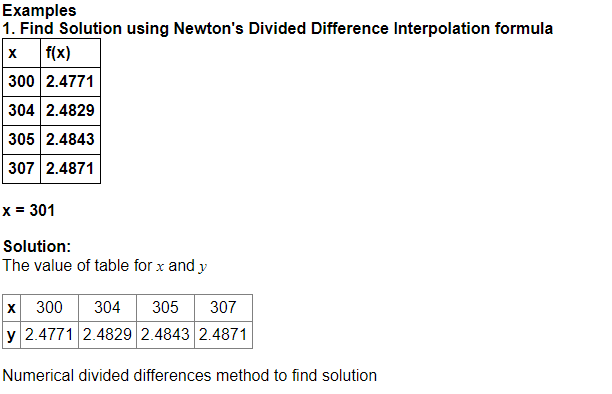 Examples
1. Find Solution using Newton's Divided Difference Interpolation formula
x f(x)
300 2.4771
304 2.4829
305 2.4843
307 2.4871
x = 301
Solution:
The value of table for x and y
x 300 304 305 307
y 2.4771 2.4829 2.4843 2.4871
Numerical divided differences method to find solution